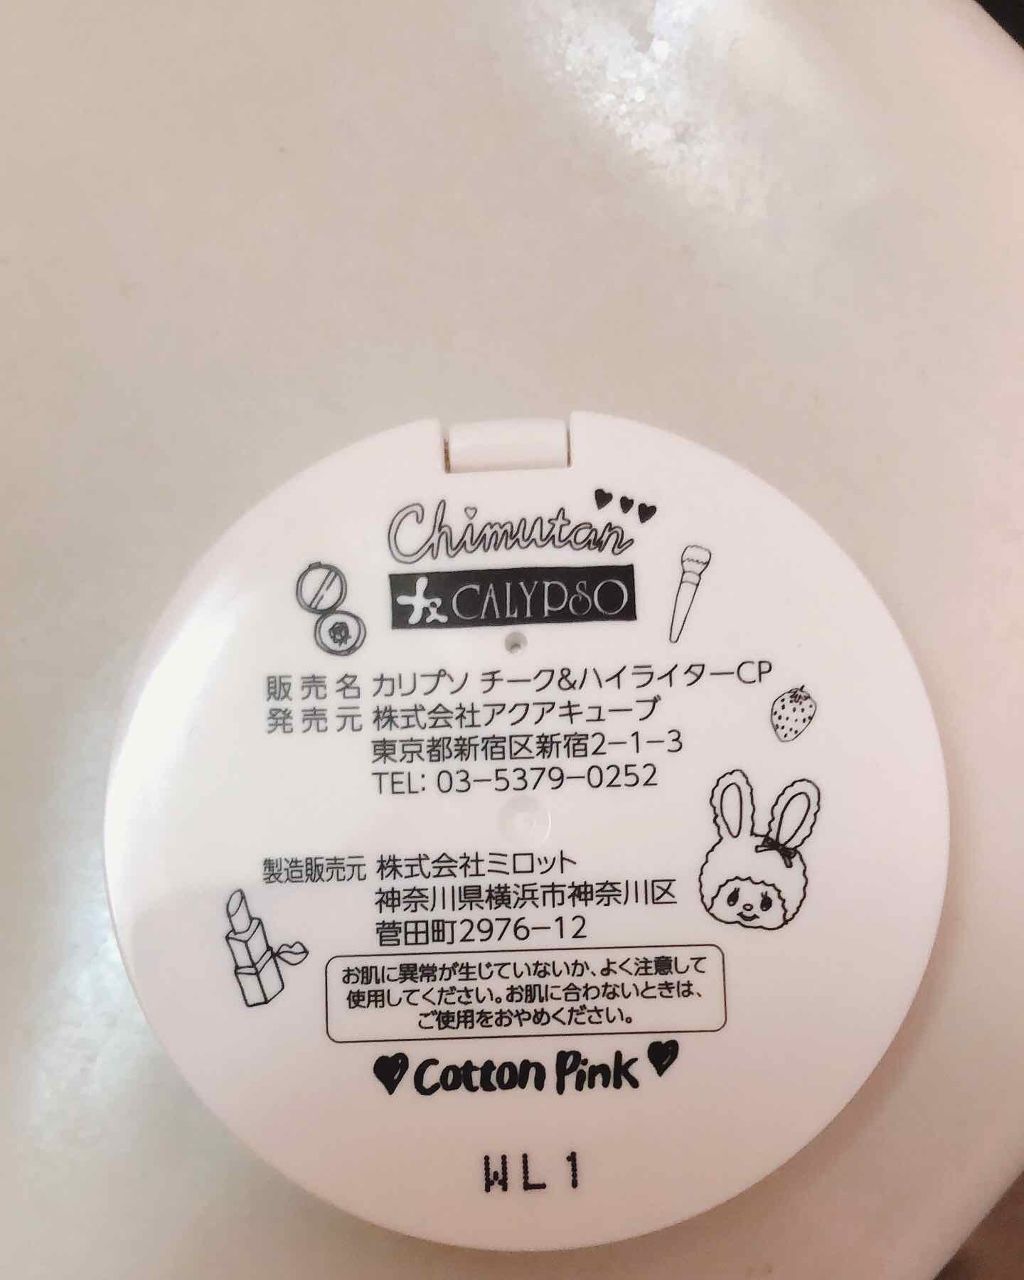 Chimutan
CALYPSO
販売名 カリプソ チーク&ハイライターCP
発売元 株式会社アクアキューブ
東京都新宿区新宿2−1−3
TEL: 03−5379−0252
製造販売元 株式会社ミロット
神奈川県横浜市神奈川区
菅田町2976−12
お肌に異常が生じていないか、よく注意して
使用してください。お肌に合わないときは、
ご使用をおやめください。
Cotton Pink
WL1